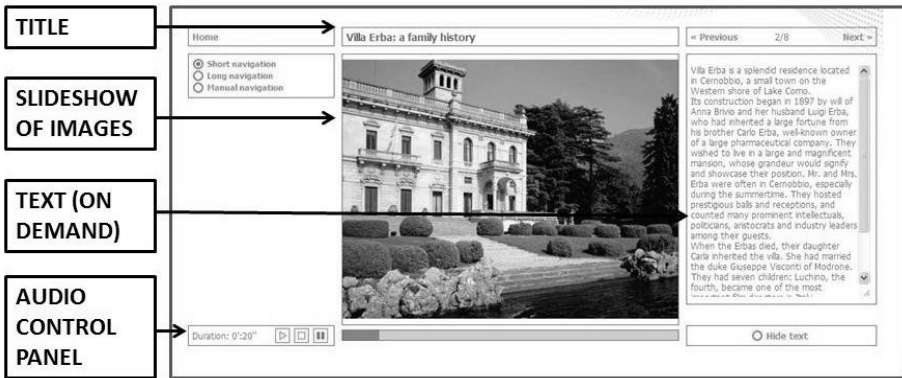 TITLE
SLIDESHOW
OF IMAGES
TEXT (ON
DEMAND)
AUDIO
CONTROL
PANEL
Home
Villa Erba: a family history
« Previous 2/8 Next »
Short navigation
Long navigation
Manual navigation
Villa Erba is a splendid residence located
in Cernobbio, a small town on the
Western shore of Lake Como.
Its construction began in 1897 by will of
Anna Brivio and her husband Luigi Erba,
who had inherited a large fortune from
his brother Carlo Erba, well-known owner
of a large pharmaceutical company. They
wished to live in a large and magnificent
mansion, whose grandeur would signify
and showcase their position. Mr. and Mrs.
Erba were often in Cernobbio, especially
during the summertime. They hosted
prestigious balls and receptions, and
counted many prominent intellectuals,
politicians, aristocrats and industry leaders
among their guests.
When the Erbas died, their daughter
Carla inherited the villa. She had married
the duke Giuseppe Visconti of Modrone.
They had seven children: Luchino, the
fourth, became one of the most
important film directors in Italy
Duration: 0':20"
Hide text